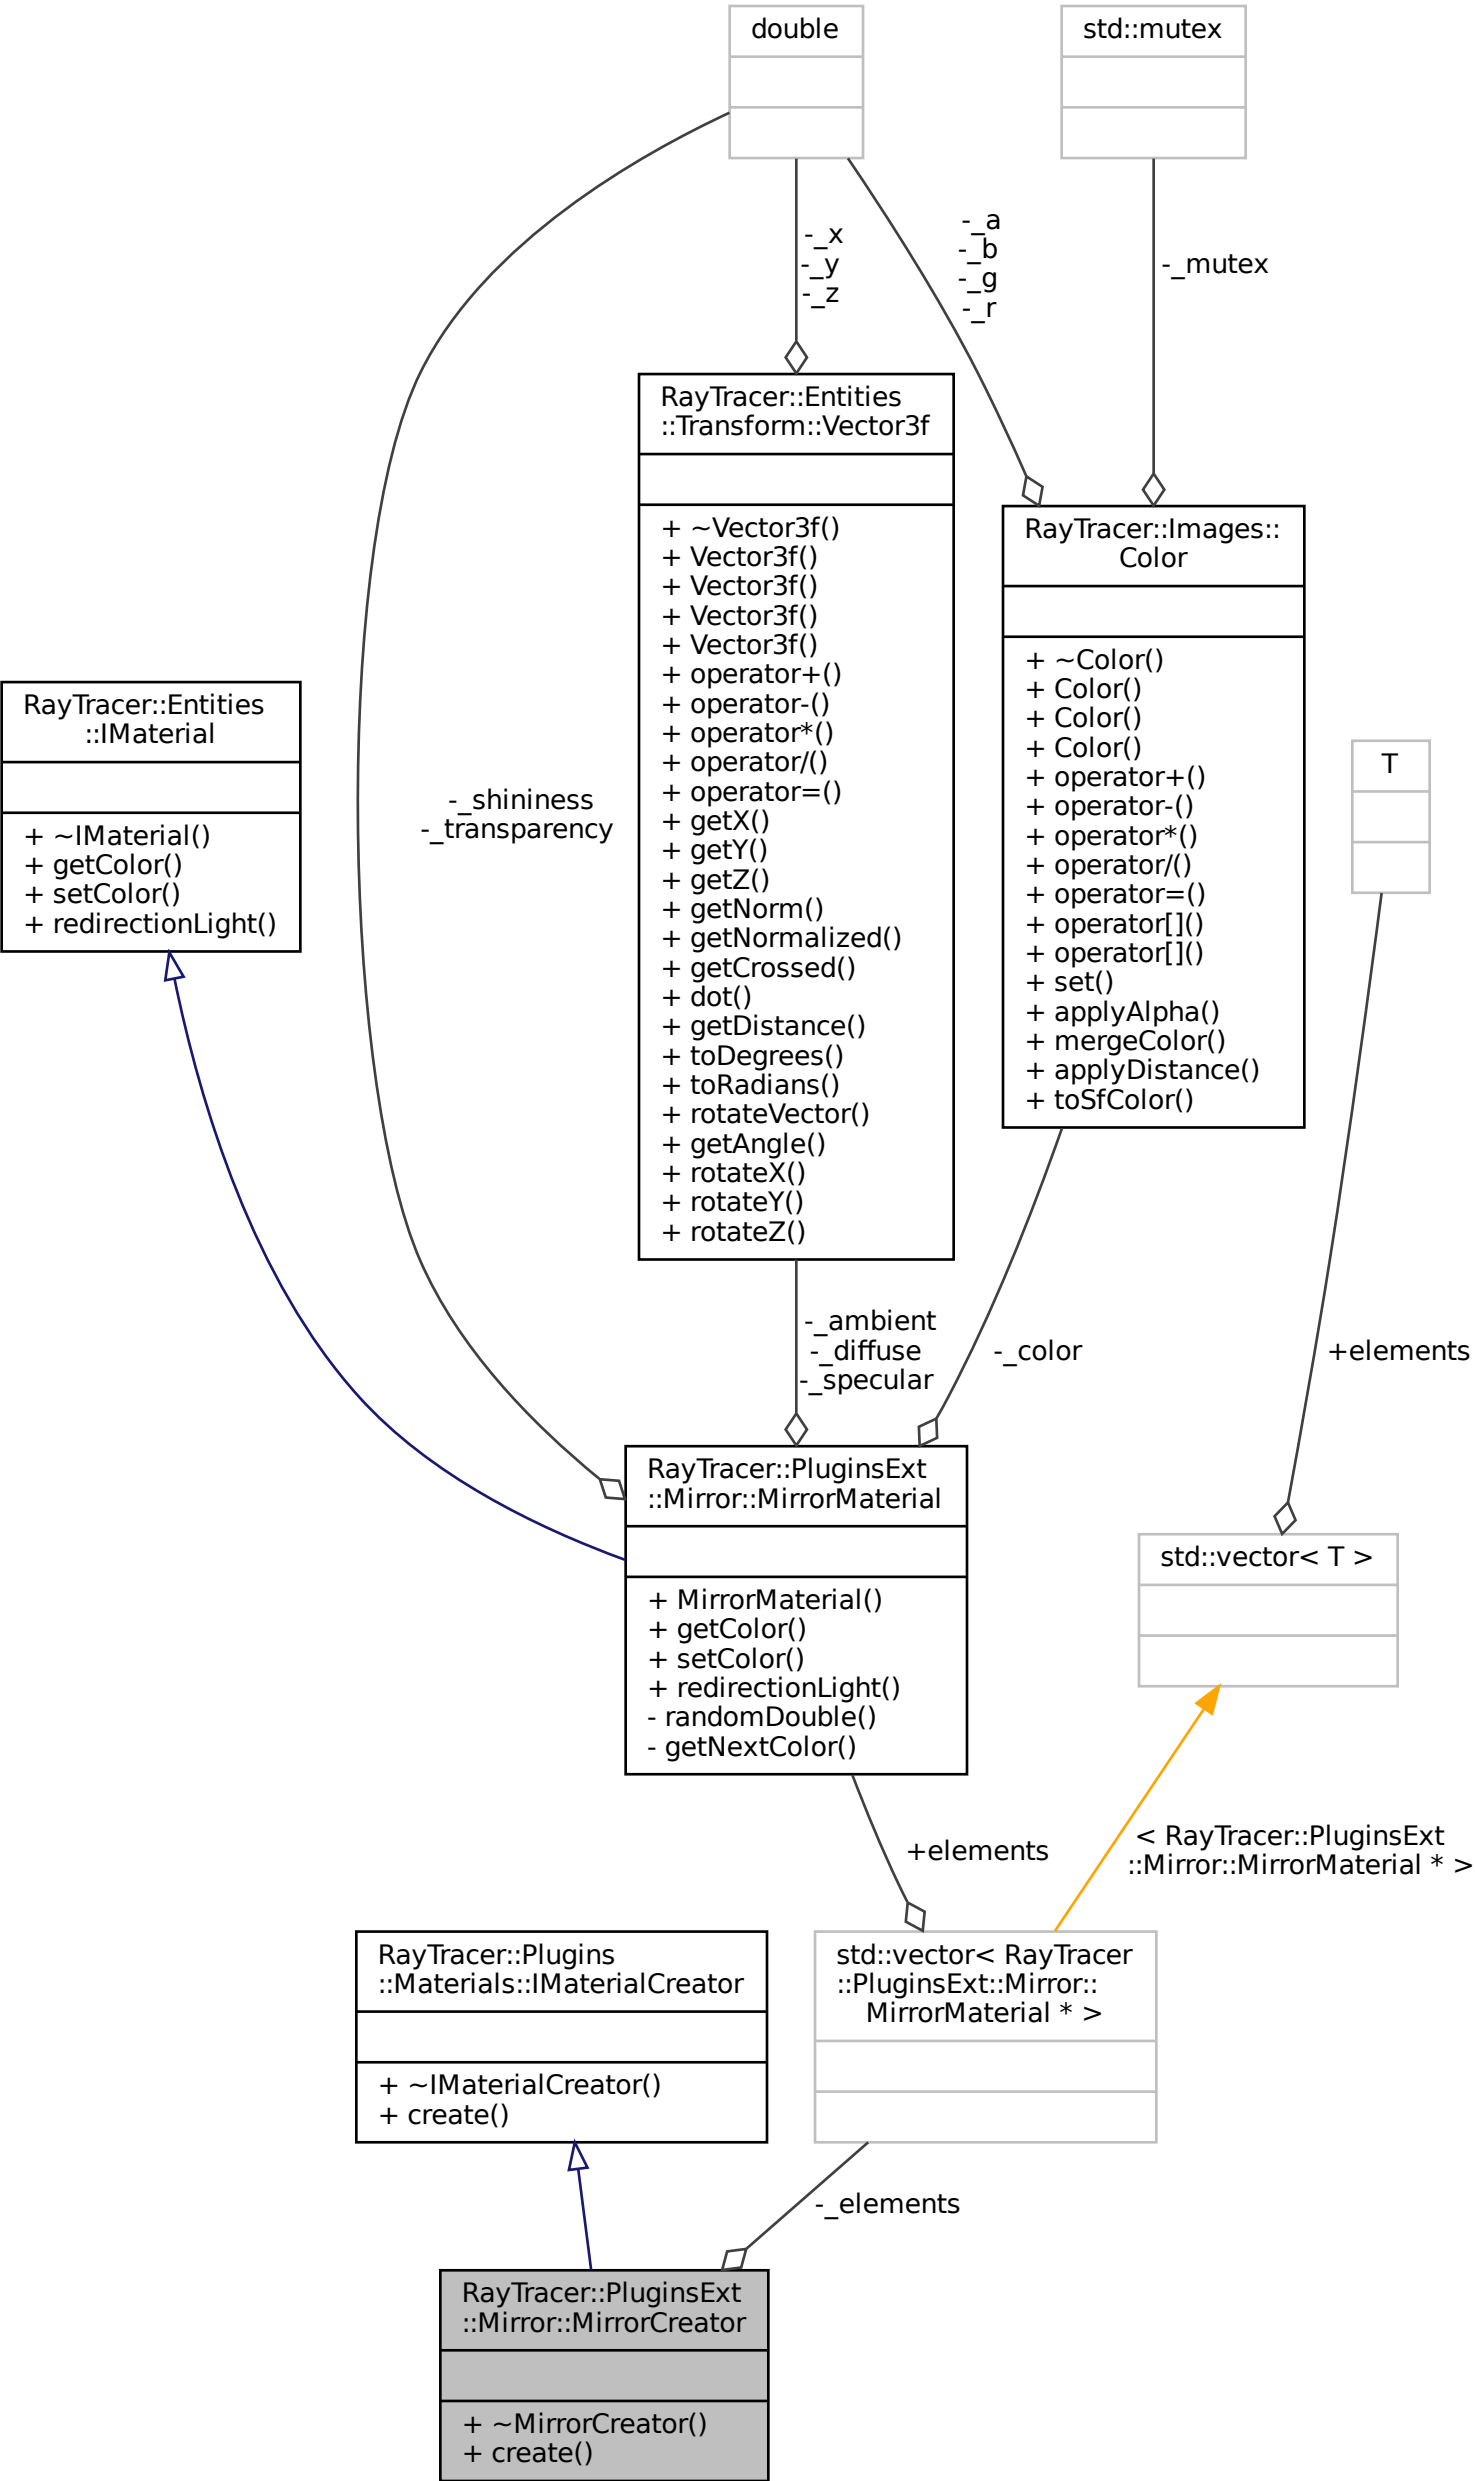 double
std::mutex
-_a
-_b
-_g
-_r
-_x
-_y
-_z
-_mutex
RayTracer::Entities
::Transform::Vector3f
+ ~Vector3f()
+ Vector3f()
+ Vector3f()
+ Vector3f()
+ Vector3f()
+ operator+()
+ operator-()
+ operator*()
+ operator/()
+ operator=()
+ getX()
+ getY()
+ getZ()
+ getNorm()
+ getNormalized()
+ getCrossed()
+ dot()
+ getDistance()
+ toDegrees()
+ toRadians()
+ rotateVector()
+ getAngle()
+ rotateX()
+ rotateY()
+ rotateZ()
RayTracer::Images::
Color
+ ~Color()
+ Color()
+ Color()
+ Color()
+ operator+()
+ operator-()
+ operator*()
+ operator/()
+ operator=()
+ operator[]()
+ operator[]()
+ set()
+ applyAlpha()
+ mergeColor()
+ applyDistance()
+ toSfColor()
RayTracer::Entities
::IMaterial
+ ~IMaterial()
+ getColor()
+ setColor()
+ redirectionLight()
T
-_shininess
-_transparency
-_ambient
-_diffuse
-_specular
-_color
+elements
RayTracer::PluginsExt
::Mirror::MirrorMaterial
+ MirrorMaterial()
+ getColor()
+ setColor()
+ redirectionLight()
- randomDouble()
- getNextColor()
std::vector< T >
+elements
< RayTracer::PluginsExt
::Mirror::MirrorMaterial * >
RayTracer::Plugins
::Materials::IMaterialCreator
+ ~IMaterialCreator()
+ create()
std::vector< RayTracer
::PluginsExt::Mirror::
MirrorMaterial * >
-_elements
RayTracer::PluginsExt
::Mirror::MirrorCreator
+ ~MirrorCreator()
+ create()